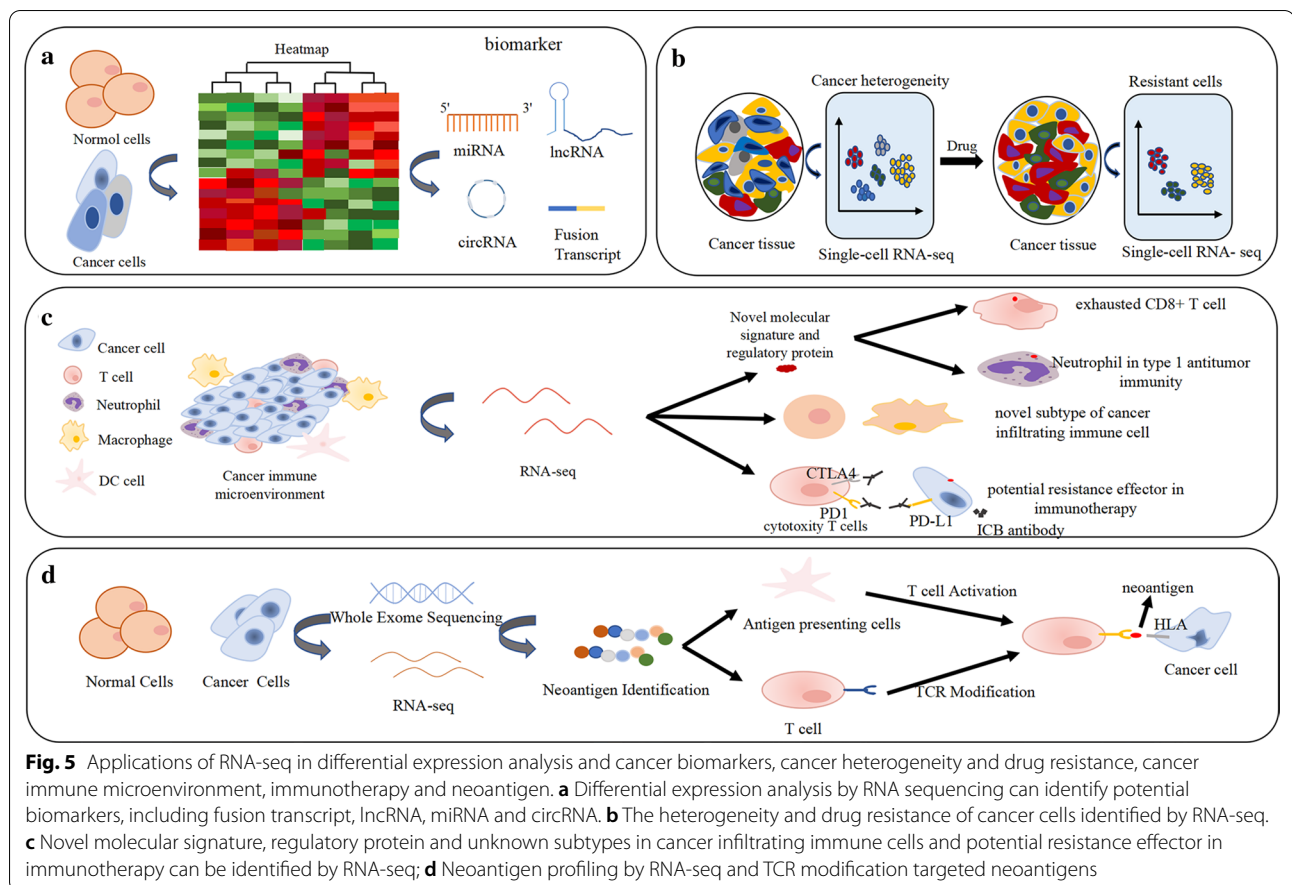 a
Heatmap
biomarker
5'
3'
miRNA
lncRNA
circRNA
Fusion
Transcript
Normol cells
Cancer cells
b
Cancer heterogeneity
Resistant cells
Drug
Cancer tissue
Single-cell RNA-seq
Cancer tissue
Single-cell RNA- seq
c
Cancer cell
T cell
Neutrophil
Macrophage
DC cell
Cancer immune
microenvironment
RNA-seq
Novel molecular
signature and
regulatory protein
exhausted CD8+ T cell
Neutrophil in type 1 antitumor
immunity
novel subtype of cancer
infiltrating immune cell
CTLA4
PD1
cytotoxity T cells
PD-L1
potential resistance effector in
immunotherapy
ICB antibody
d
Normal Cells
Cancer Cells
Whole Exome Sequencing
RNA-seq
Neoantigen Identification
Antigen presenting cells
T cell
T cell Activation
TCR Modification
neoantigen
HLA
Cancer cell
Fig. 5 Applications of RNA-seq in differential expression analysis and cancer biomarkers, cancer heterogeneity and drug resistance, cancer
immune microenvironment, immunotherapy and neoantigen. a Differential expression analysis by RNA sequencing can identify potential
biomarkers, including fusion transcript, lncRNA, miRNA and circRNA. b The heterogeneity and drug resistance of cancer cells identified by RNA-seq.
c Novel molecular signature, regulatory protein and unknown subtypes in cancer infiltrating immune cells and potential resistance effector in
immunotherapy can be identified by RNA-seq; d Neoantigen profiling by RNA-seq and TCR modification targeted neoantigens